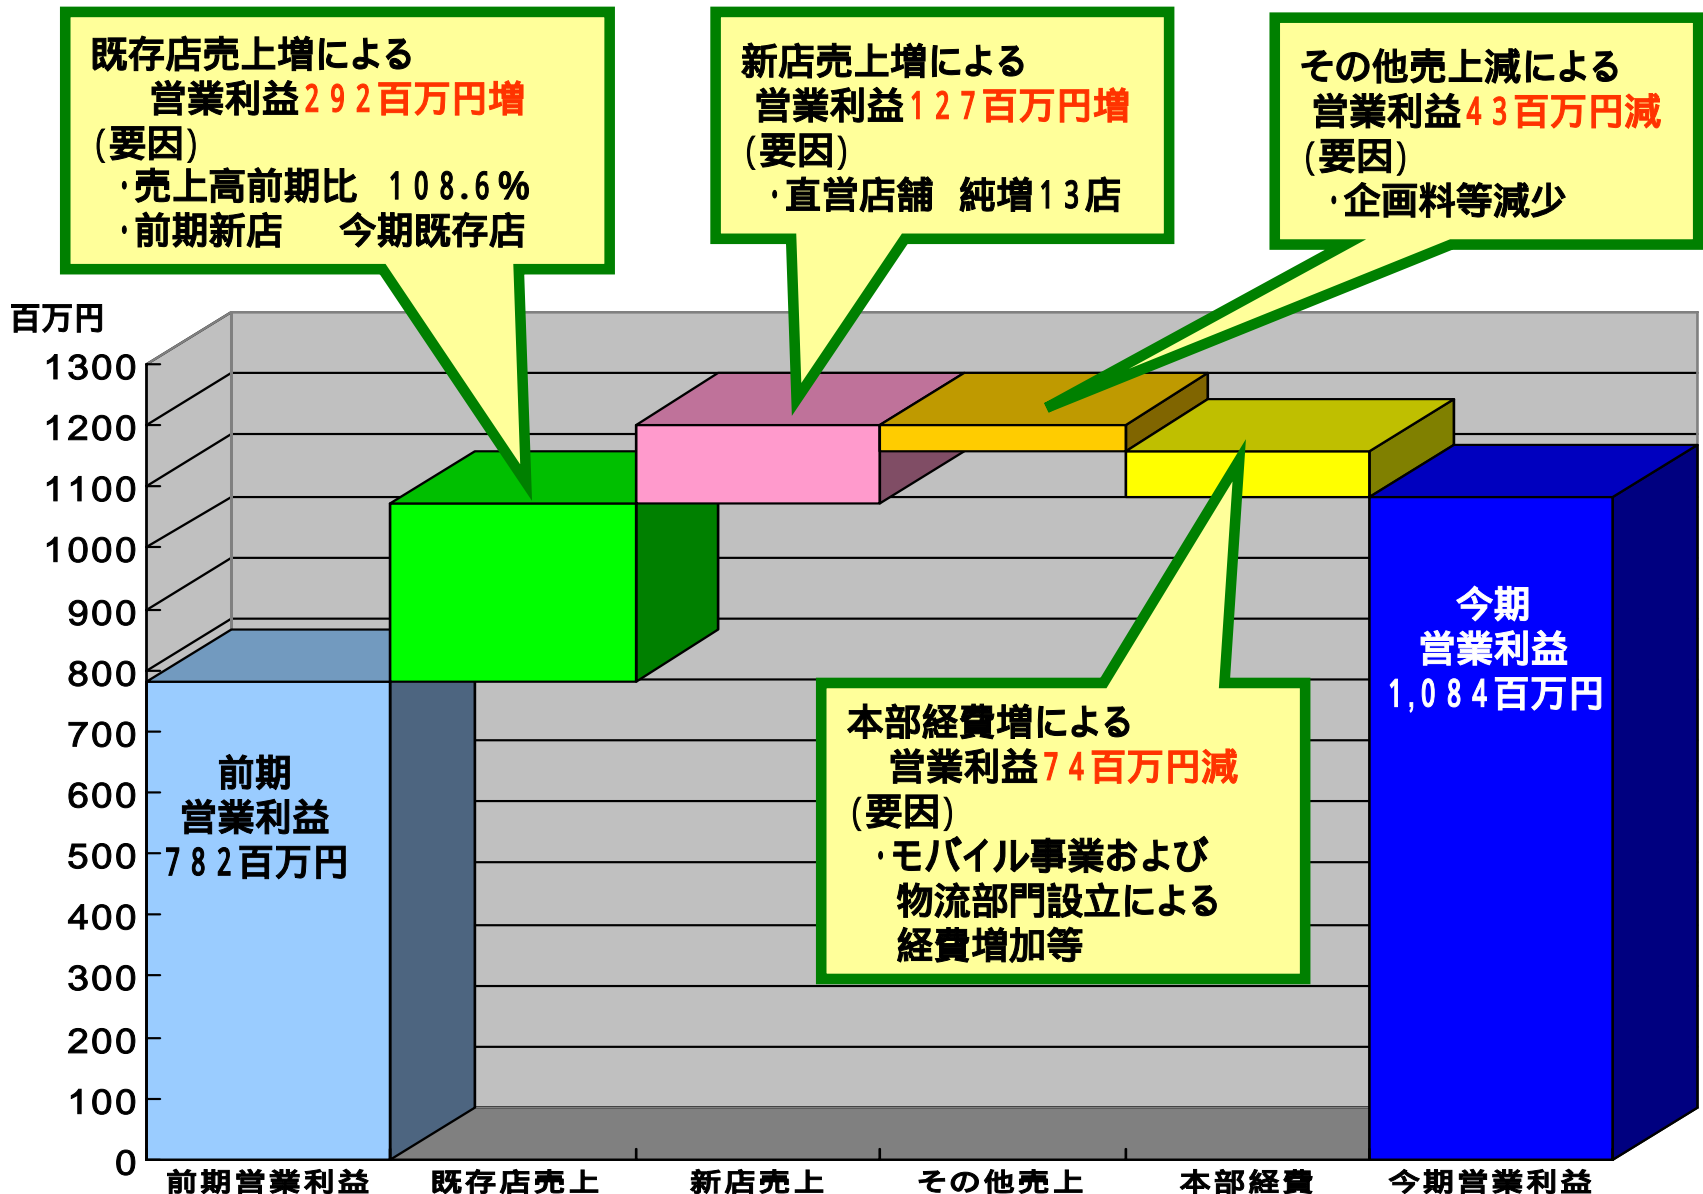 既存店売上増による
営業利益292百万円増
(要因)
・売上高前期比　108.6%
・前期新店　今期既存店
新店売上増による
営業利益127百万円増
(要因)
・直営店舗　純増13店
その他売上減による
営業利益43百万円減
(要因)
・企画料等減少
百万円
1300
1200
1100
1000
900
800
700
600
500
400
300
200
100
0
前期
営業利益
782百万円
本部経費増による
営業利益74百万円減
(要因)
・モバイル事業および
物流部門設立による
経費増加等
今期
営業利益
1,084百万円
前期営業利益
既存店売上
新店売上
その他売上
本部経費
今期営業利益